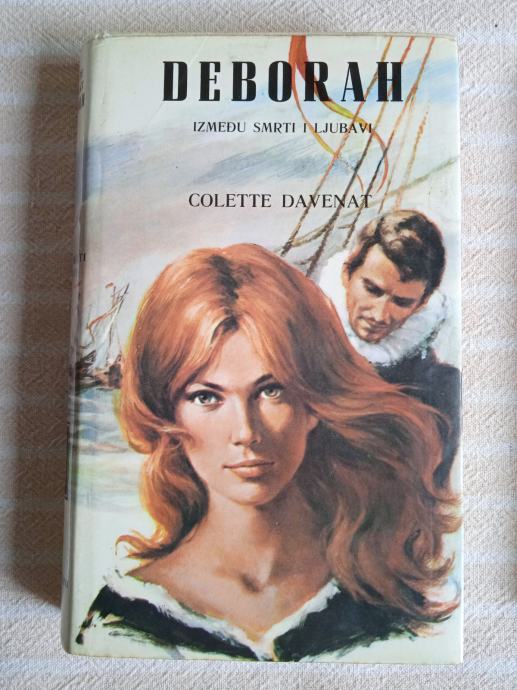 DEBORAH
IZMEĐU SMRTI I LJUBAVI
COLETTE DAVENAT